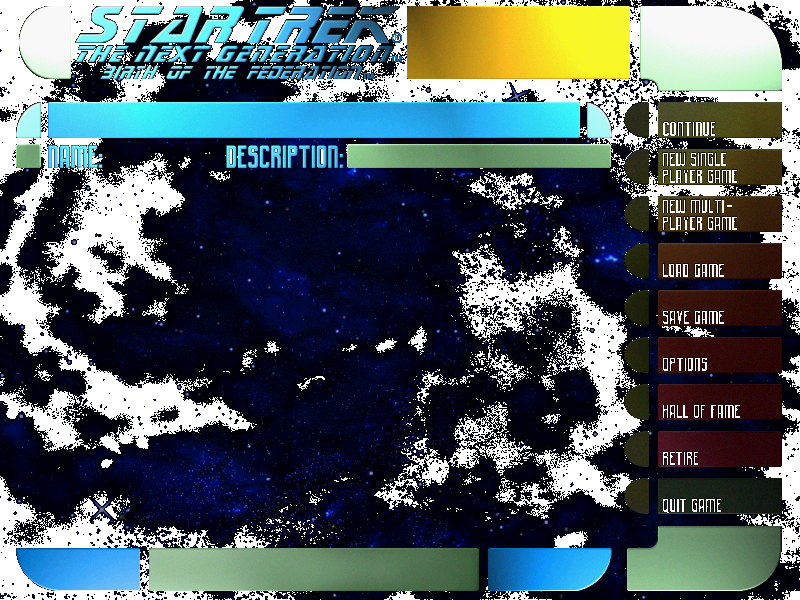 STAR TREK
THE NEXT GENERATION
BIRTH OF THE FEDERATION
NAME:
DESCRIPTION:
CONTINUE
NEW SINGLE
PLAYER GAME
NEW MULTI-
PLAYER GAME
LOAD GAME
SAVE GAME
OPTIONS
HALL OF FAME
RETIRE
QUIT GAME